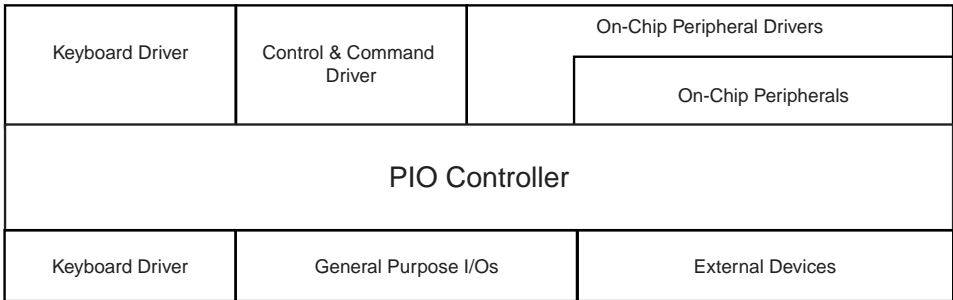 Keyboard Driver
Control & Command
Driver
On-Chip Peripheral Drivers
On-Chip Peripherals
PIO Controller
Keyboard Driver
General Purpose I/Os
External Devices